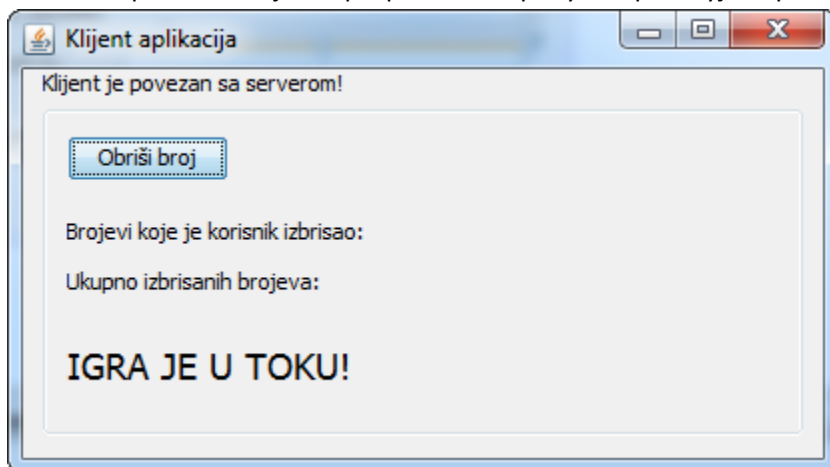 Klijent aplikacija
Klijent je povezan sa serverom!
Obriši broj
Brojevi koje je korisnik izbrisao:
Ukupno izbrisanih brojeva:
IGRA JE U TOKU!